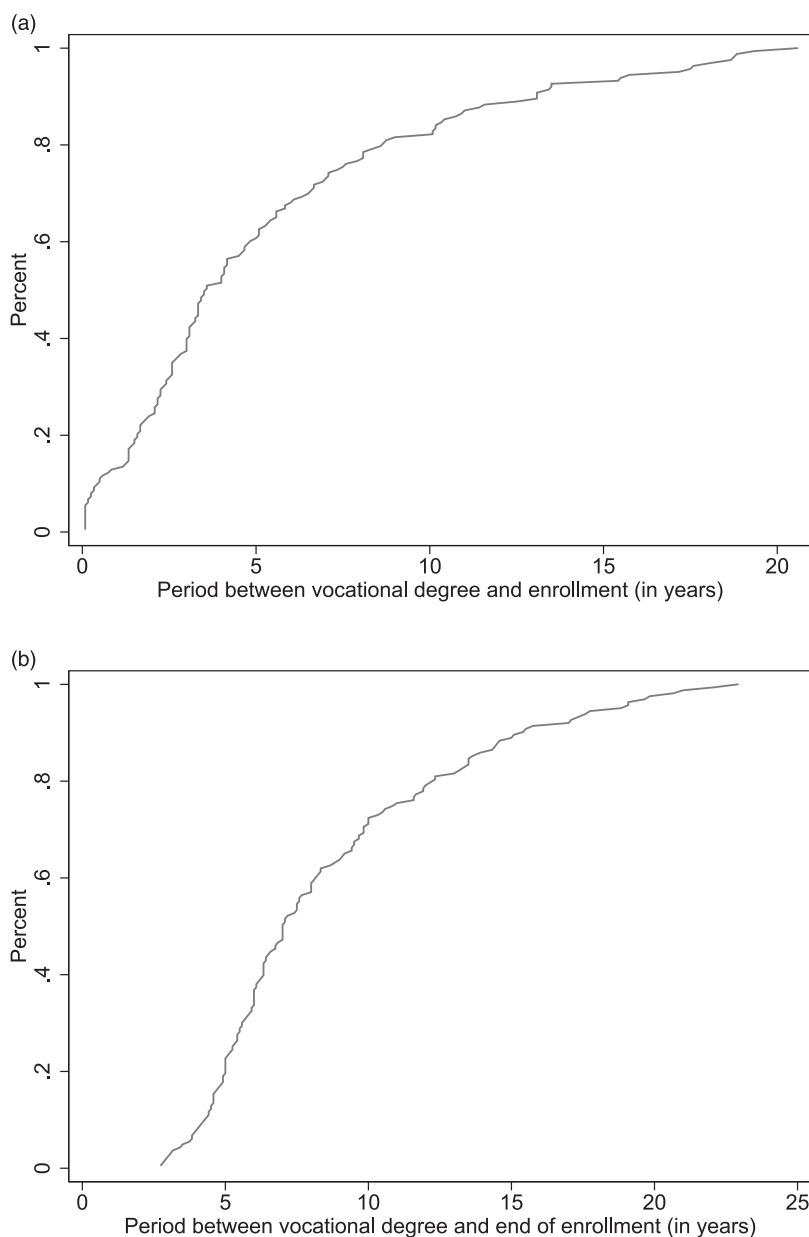 (a)
1
.8
.6
.4
.2
0
Percent
0 5 10 15 20
Period between vocational degree and enrollment (in years)
(b)
1
.8
.6
.4
.2
0
Percent
0 5 10 15 20 25
Period between vocational degree and end of enrollment (in years)